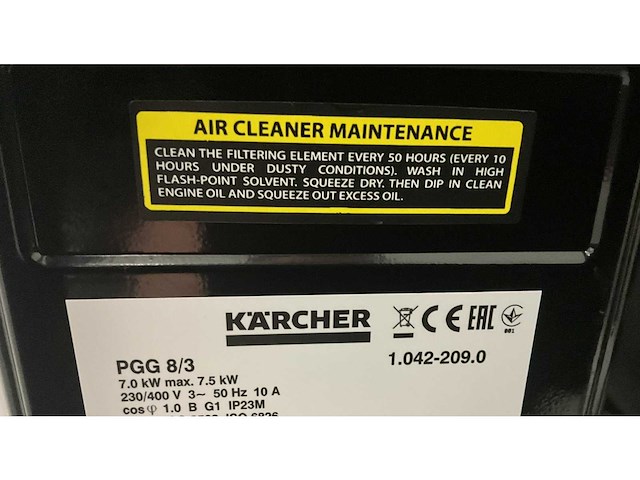 AIR CLEANER MAINTENANCE
CLEAN THE FILTERING ELEMENT EVERY 50 HOURS (EVERY 10
HOURS UNDER DUSTY CONDITIONS). WASH IN HIGH
FLASH-POINT SOLVENT. SQUEEZE DRY. THEN DIP IN CLEAN
ENGINE OIL AND SQUEEZE OUT EXCESS OIL.
KÄRCHER CE EAC
001
PGG 8/3 1.042-209.0
7.0 kW max. 7.5 kW
230/400 V 3~ 50 Hz 10 A
cos φ 1.0 B G1 IP23M